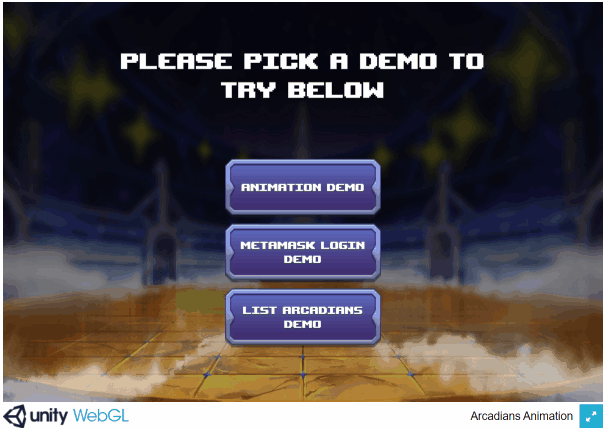 PLEASE PICK A DEMO TO
TRY BELOW
ANIMATION DEMO
METAMASK LOGIN
DEMO
LIST ARCADIANS
DEMO
unity WebGL
Arcadians Animation